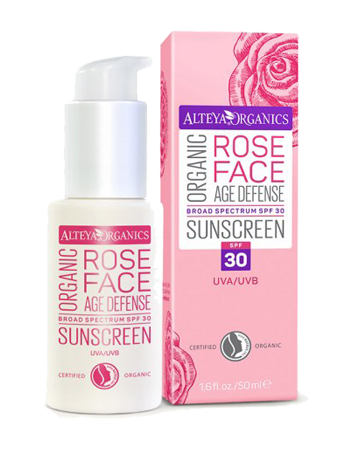 ALTEYA ORGANICS
ORGANIC
ROSE
FACE
AGE DEFENSE
BROAD SPECTRUM SPF 30
SUNSCREEN
UVA/UVB
CERTIFIED ORGANIC
ALTEYA ORGANICS
ORGANIC
ROSE
FACE
AGE DEFENSE
BROAD SPECTRUM SPF 30
SUNSCREEN
SPF
30
UVA/UVB
CERTIFIED ORGANIC
1,6fl.oz/50ml℮